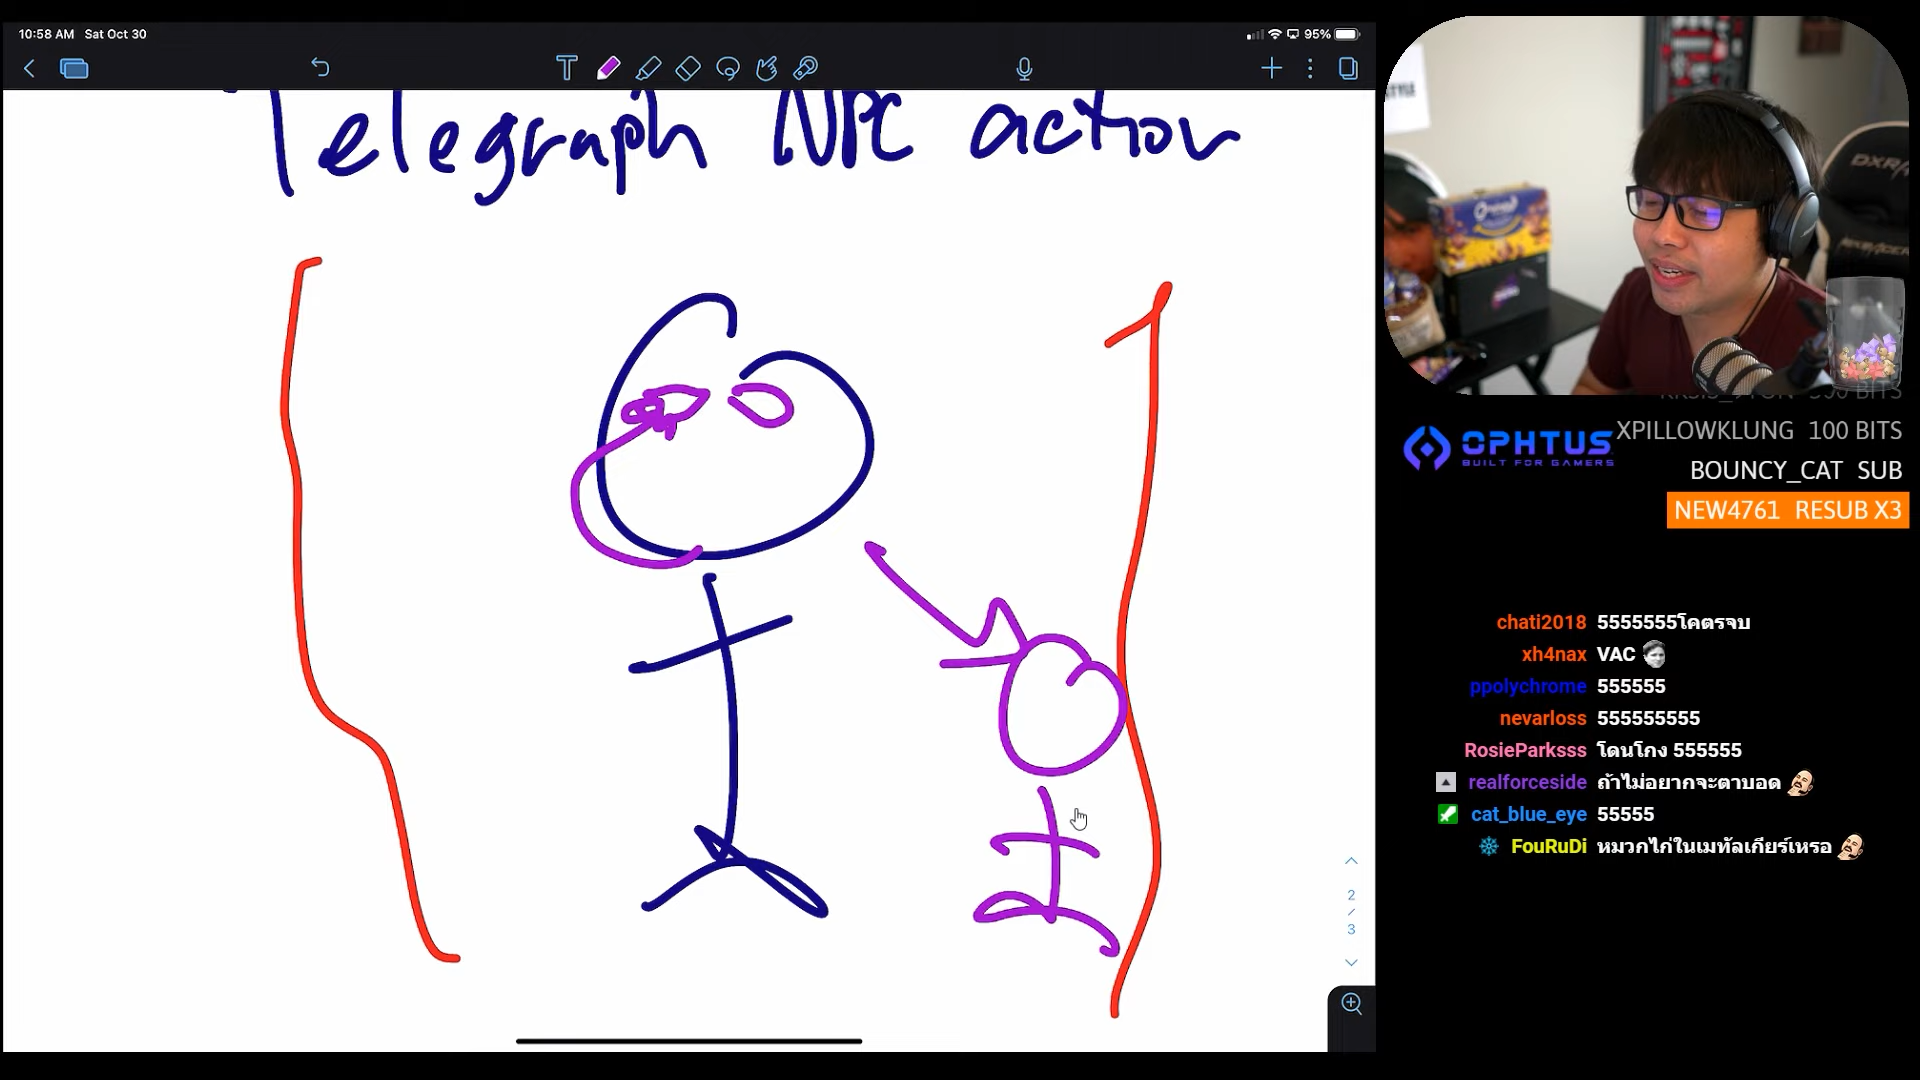 10:58 AM Sat Oct 30
95%
Telegraph NPC action
2
/
3
STYLE
DXR
OPHTUS
BUILT FOR GAMERS
XPILLOWKLUNG 100 BITS
BOUNCY_CAT SUB
NEW4761 RESUB X3
chati2018 5555555โคตรจบ
xh4nax VAC
ppolychrome 555555
nevarloss 555555555
RosieParksss โดนโกง 555555
realforceside ถ้าไม่อยากจะตาบอด
cat_blue_eye 55555
FouRuDi หมวกไก่ในเมทัลเกียร์เหรอ